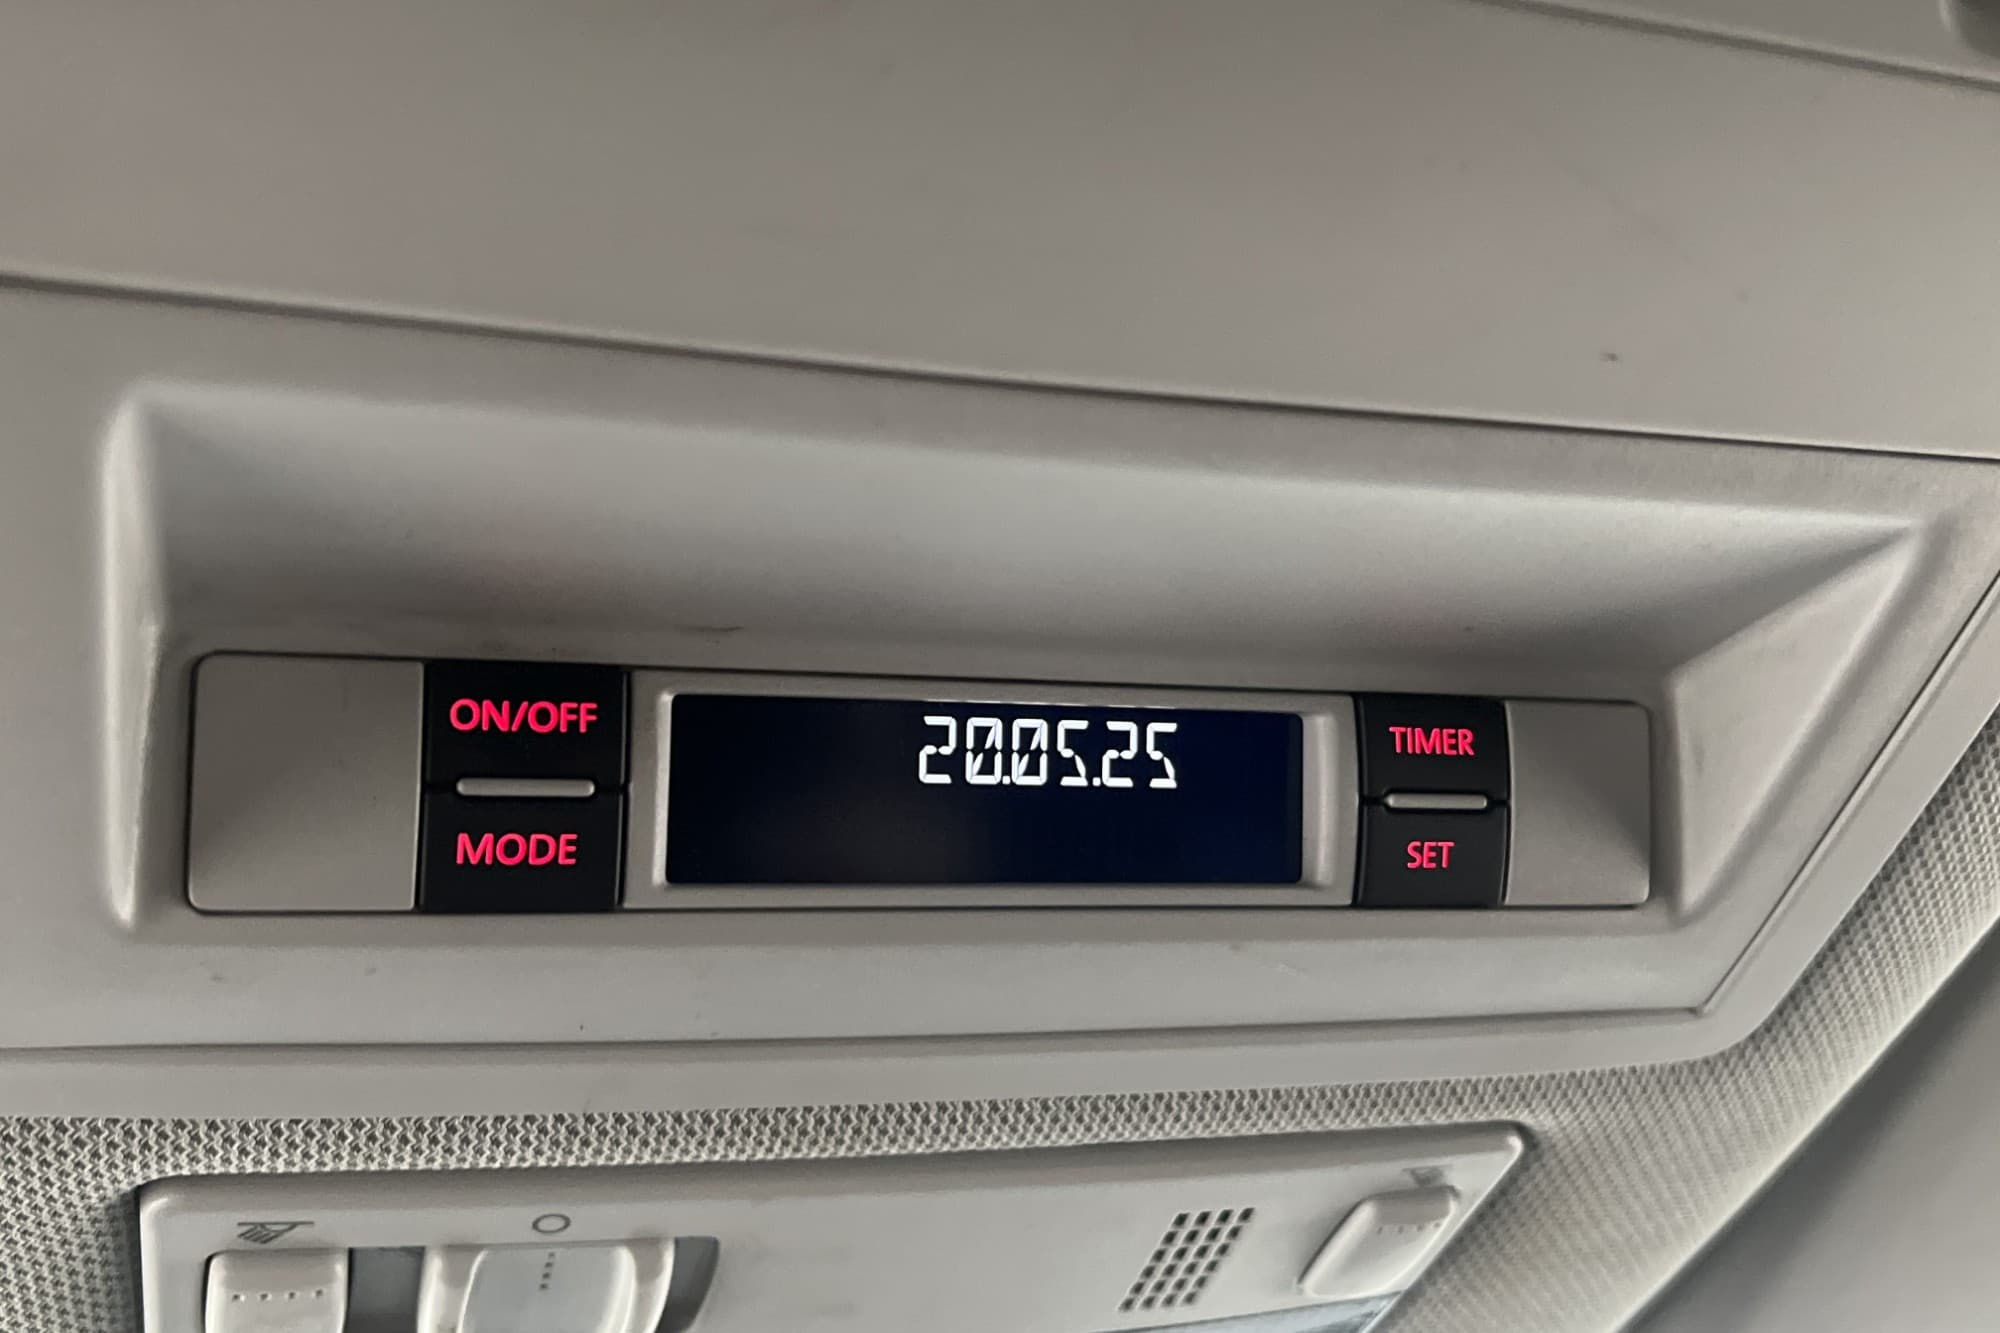 ON/OFF
MODE
20.05.25
TIMER
SET